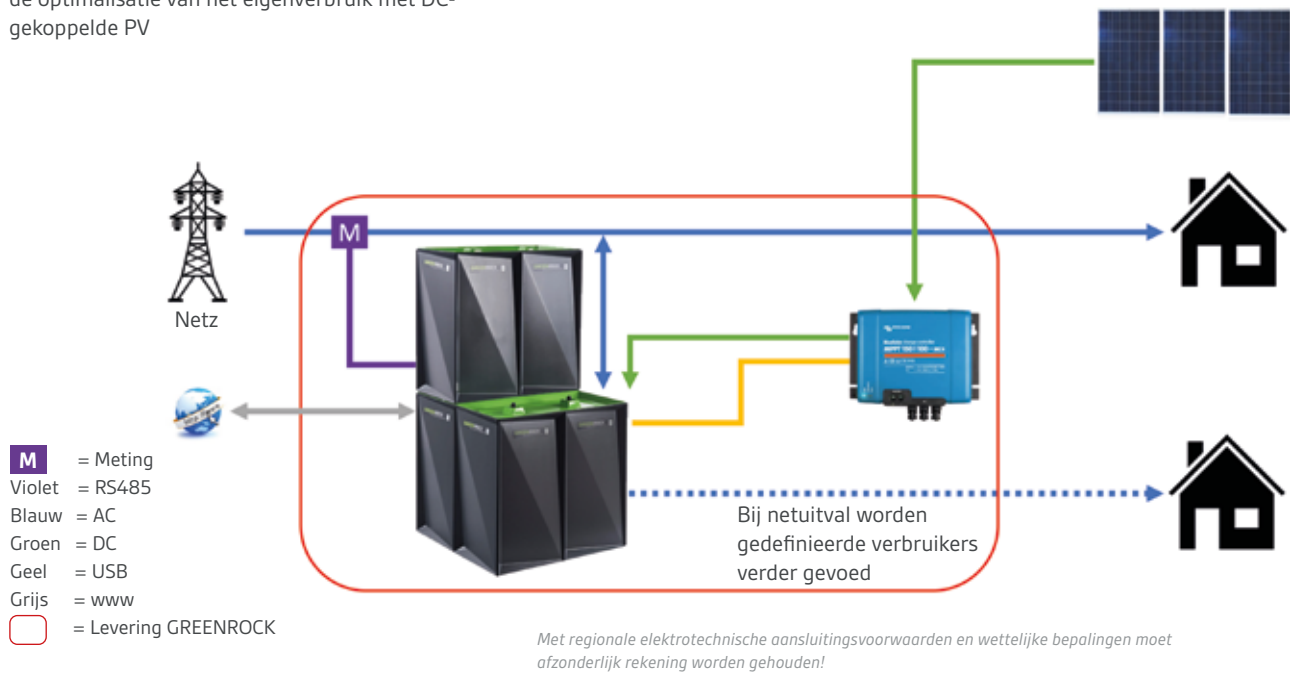 de optimalisatie van het eigenverbruik met DC-
gekoppelde PV
M
Netz
M = Meting
Violet = RS485
Blauw = AC
Groen = DC
Geel = USB
Grijs = www
= Levering GREENROCK
Bij netuitval worden
gedefinieerde verbruikers
verder gevoed
Met regionale elektrotechnische aansluitingsvoorwaarden en wettelijke bepalingen moet
afzonderlijk rekening worden gehouden!